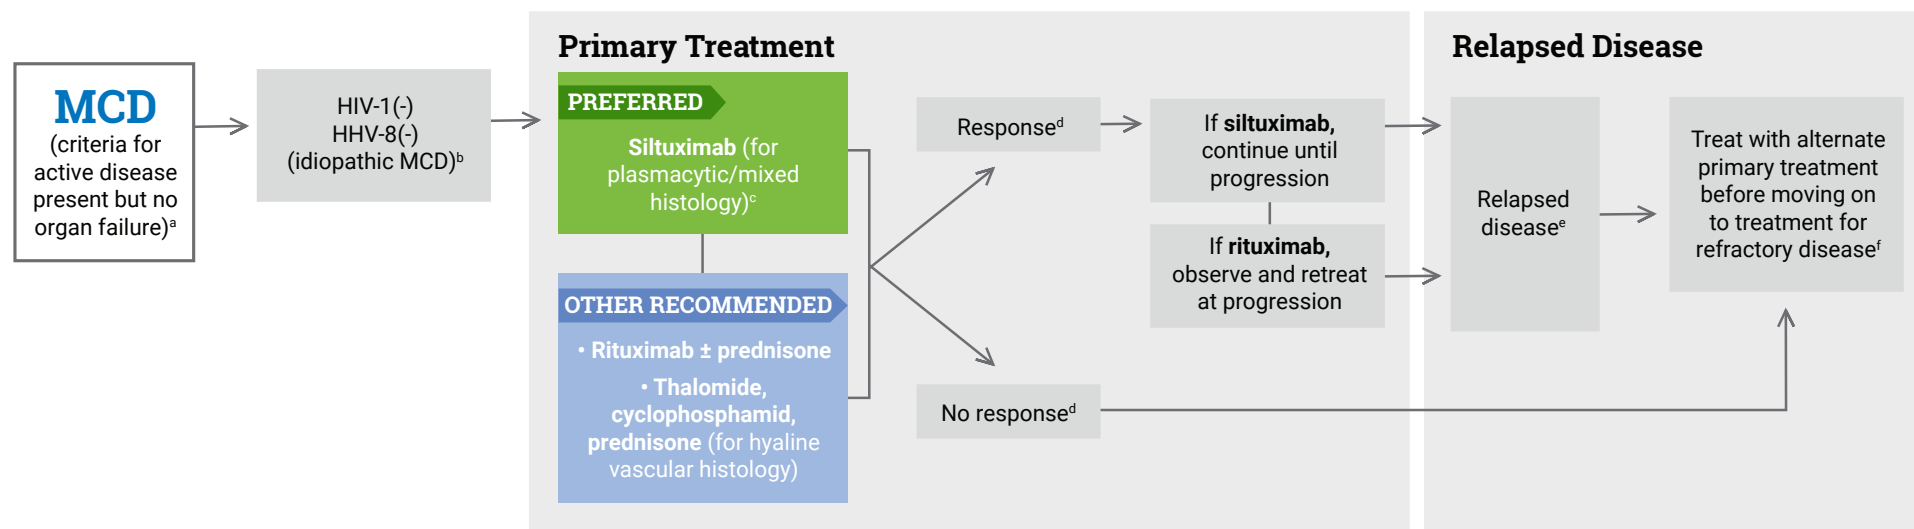 MCD
(criteria for
active disease
present but no
organ failure)ᵃ
HIV-1(-)
HHV-8(-)
(idiopathic MCD)ᵇ
Primary Treatment
PREFERRED
Siltuximab (for
plasmacytic/mixed
histology)ᶜ
OTHER RECOMMENDED
• Rituximab ± prednisone
• Thalomide,
cyclophosphamid,
prednisone (for hyaline
vascular histology)
Responseᵈ
No responseᵈ
If siltuximab,
continue until
progression
If rituximab,
observe and retreat
at progression
Relapsed Disease
Relapsed
diseaseᵉ
Treat with alternate
primary treatment
before moving on
to treatment for
refractory diseaseᶠ